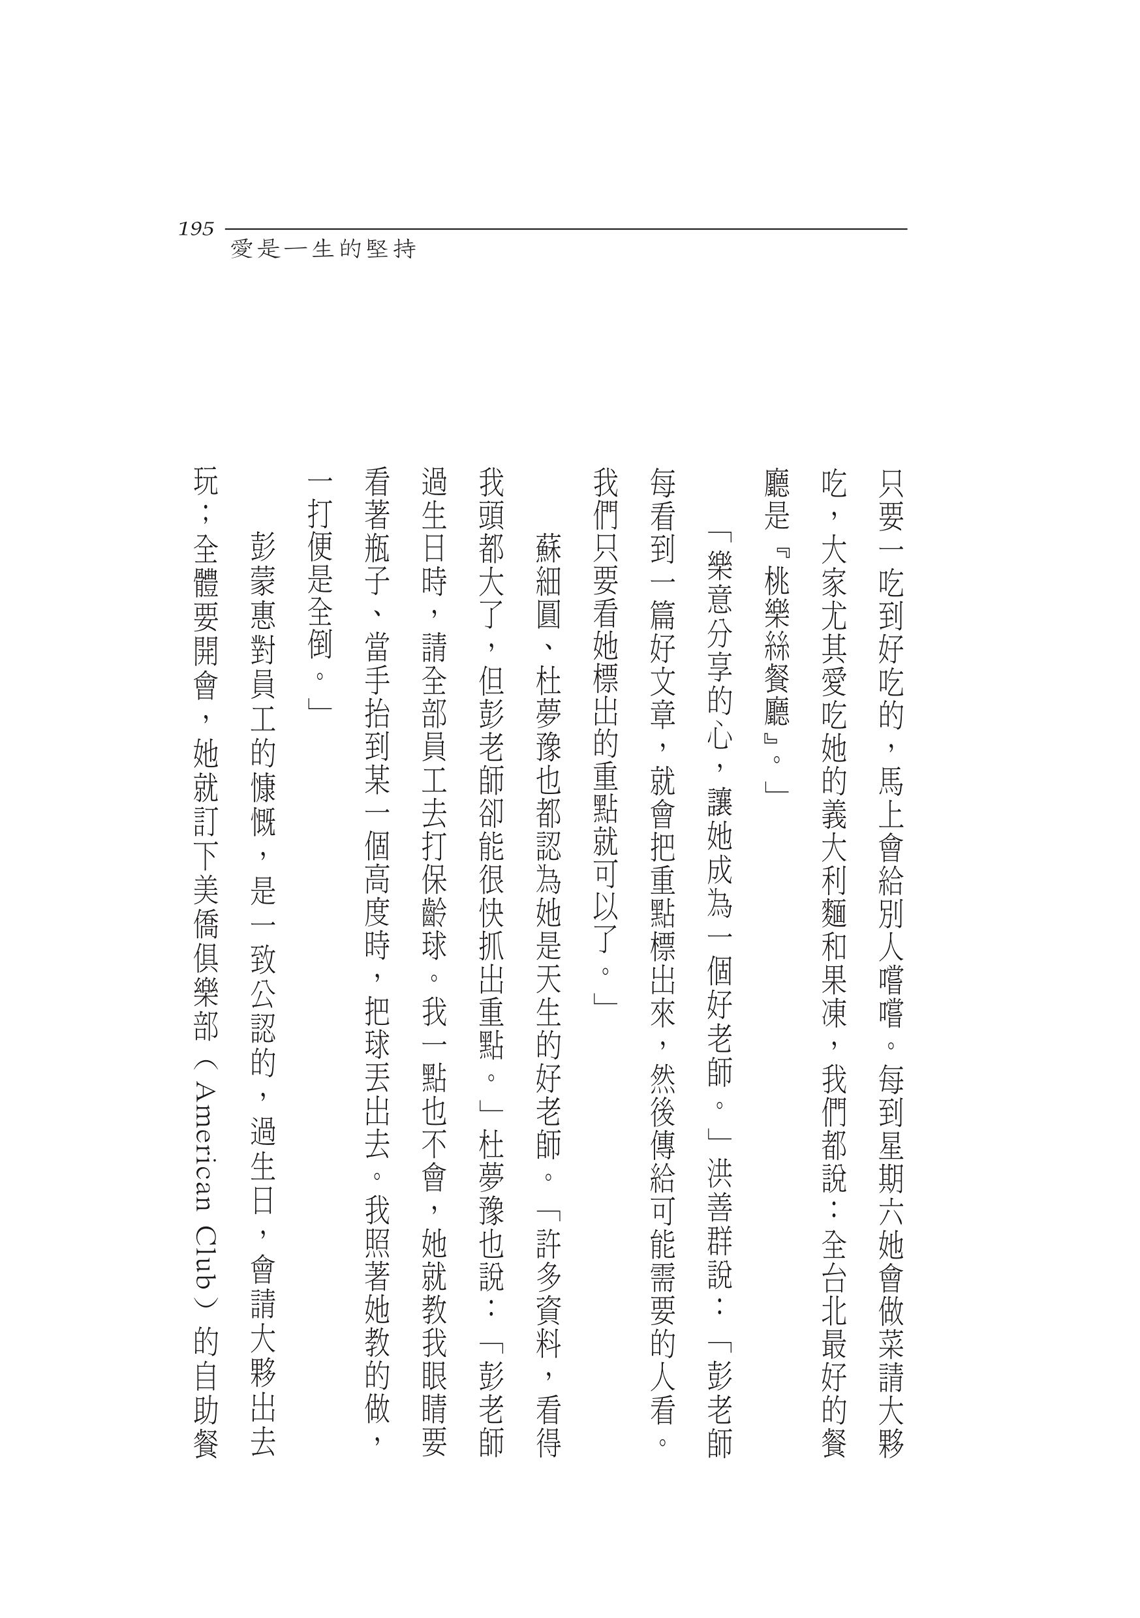 195
愛是一生的堅持
只要一吃到好吃的，馬上會給別人嚐嚐。每到星期六她會做菜請大夥
吃，大家尤其愛吃她的義大利麵和果凍，我們都說：全台北最好的餐
廳是『桃樂絲餐廳』。」
「樂意分享的心，讓她成為一個好老師。」洪善群說：「彭老師
每看到一篇好文章，就會把重點標出來，然後傳給可能需要的人看。
我們只要看她標出的重點就可以了。」
蘇細圓、杜夢豫也都認為她是天生的好老師。「許多資料，看得
我頭都大了，但彭老師卻能很快抓出重點。」杜夢豫也說：「彭老師
過生日時，請全部員工去打保齡球。我一點也不會，她就教我眼睛要
看著瓶子、當手抬到某一個高度時，把球丟出去。我照著她教的做，
一打便是全倒。」
彭蒙惠對員工的慷慨，是一致公認的，過生日，會請大夥出去
玩；全體要開會，她就訂下美僑俱樂部（American Club）的自助餐